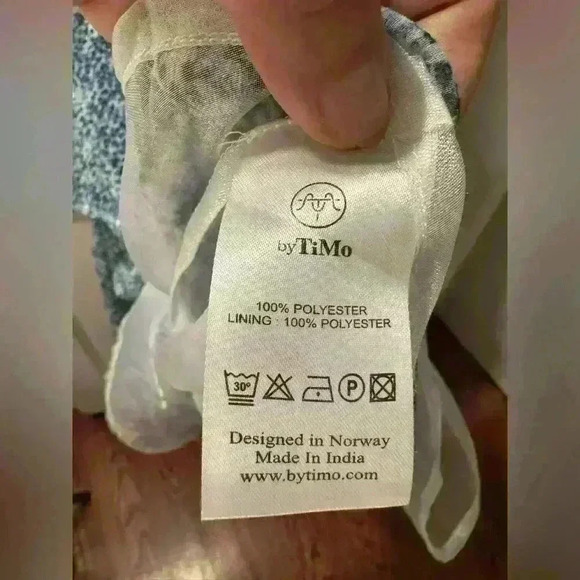 byTiMo
100% POLYESTER
LINING : 100% POLYESTER
30° P
Designed in Norway
Made In India
www.bytimo.com